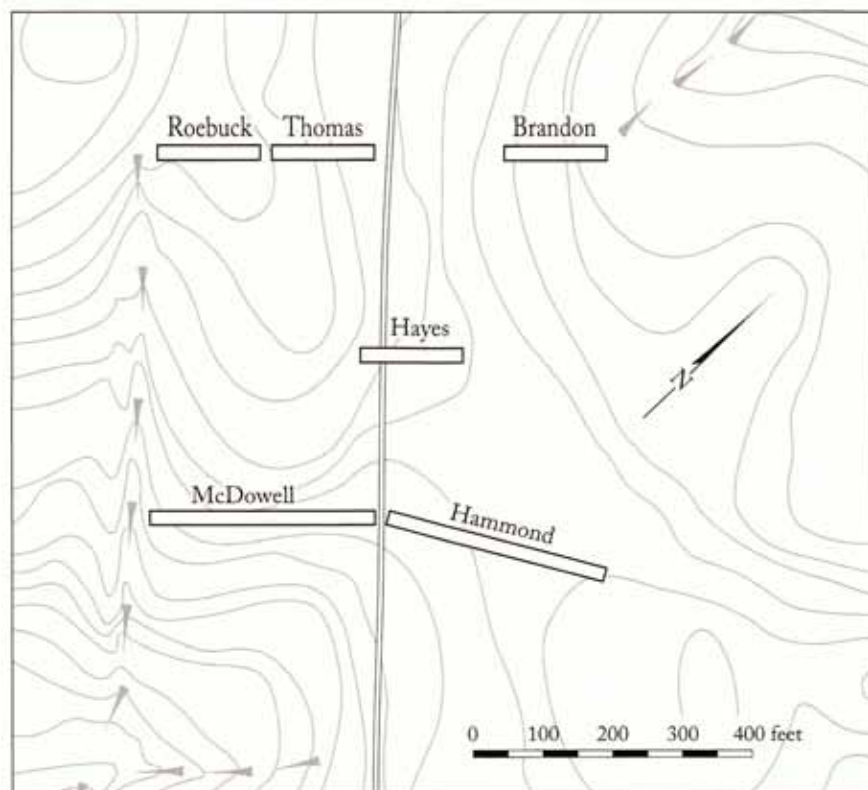 Roebuck Thomas Brandon
Hayes
N
McDowell
Hammond
0 100 200 300 400 feet